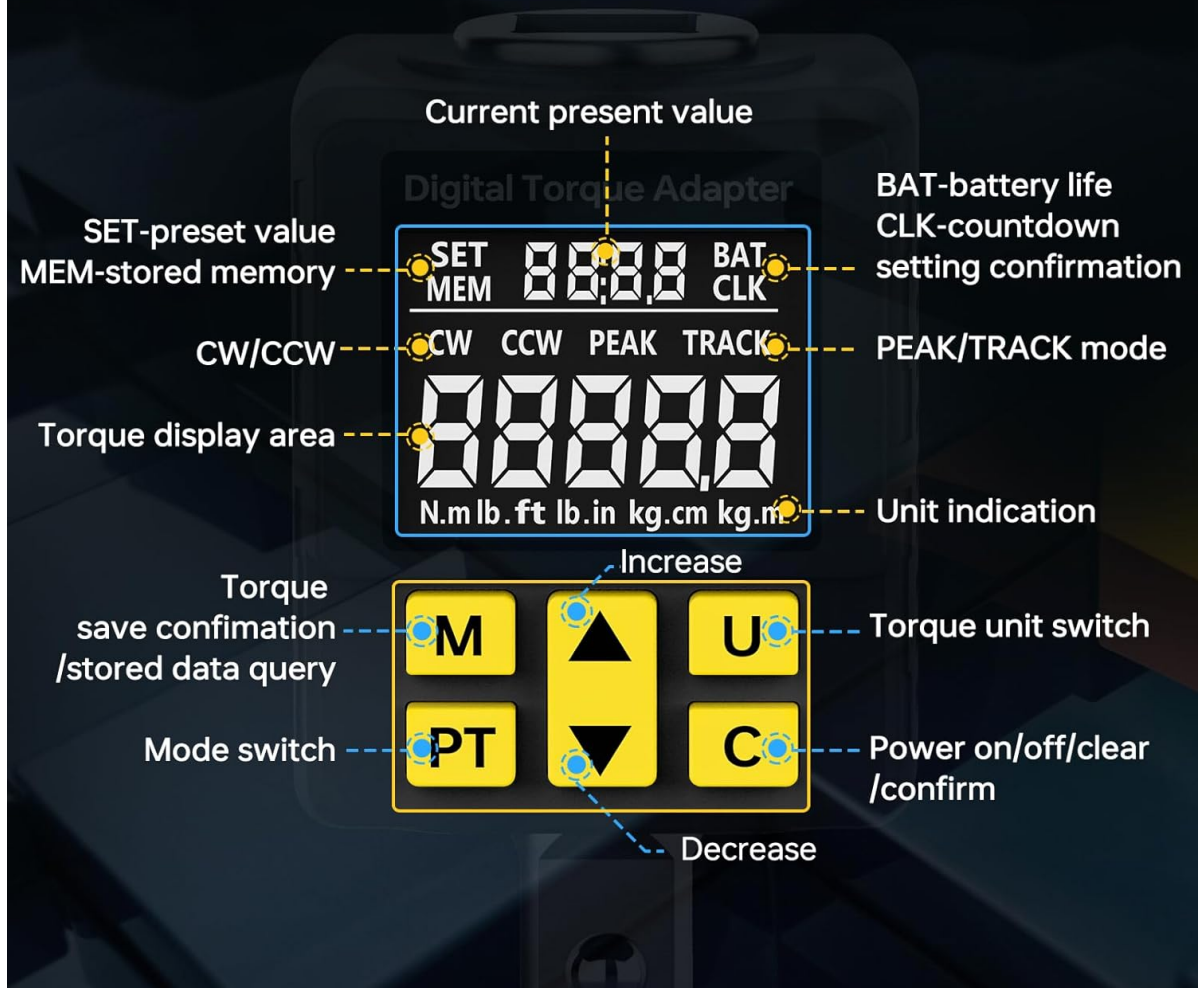 Current present value
Digital Torque Adapter
BAT-battery life
CLK-countdown
setting confirmation
SET-preset value
MEM-stored memory
SET 88:8.8 BAT
MEM CLK
CW/CCW
CW CCW PEAK TRACK
PEAK/TRACK mode
Torque display area
8888.8
N.m lb.ft lb.in kg.cm kg.m
Unit indication
Increase
Torque
save confimation
/stored data query
M ▲ U
Torque unit switch
Mode switch
PT ▼ C
Power on/off/clear
/confirm
Decrease